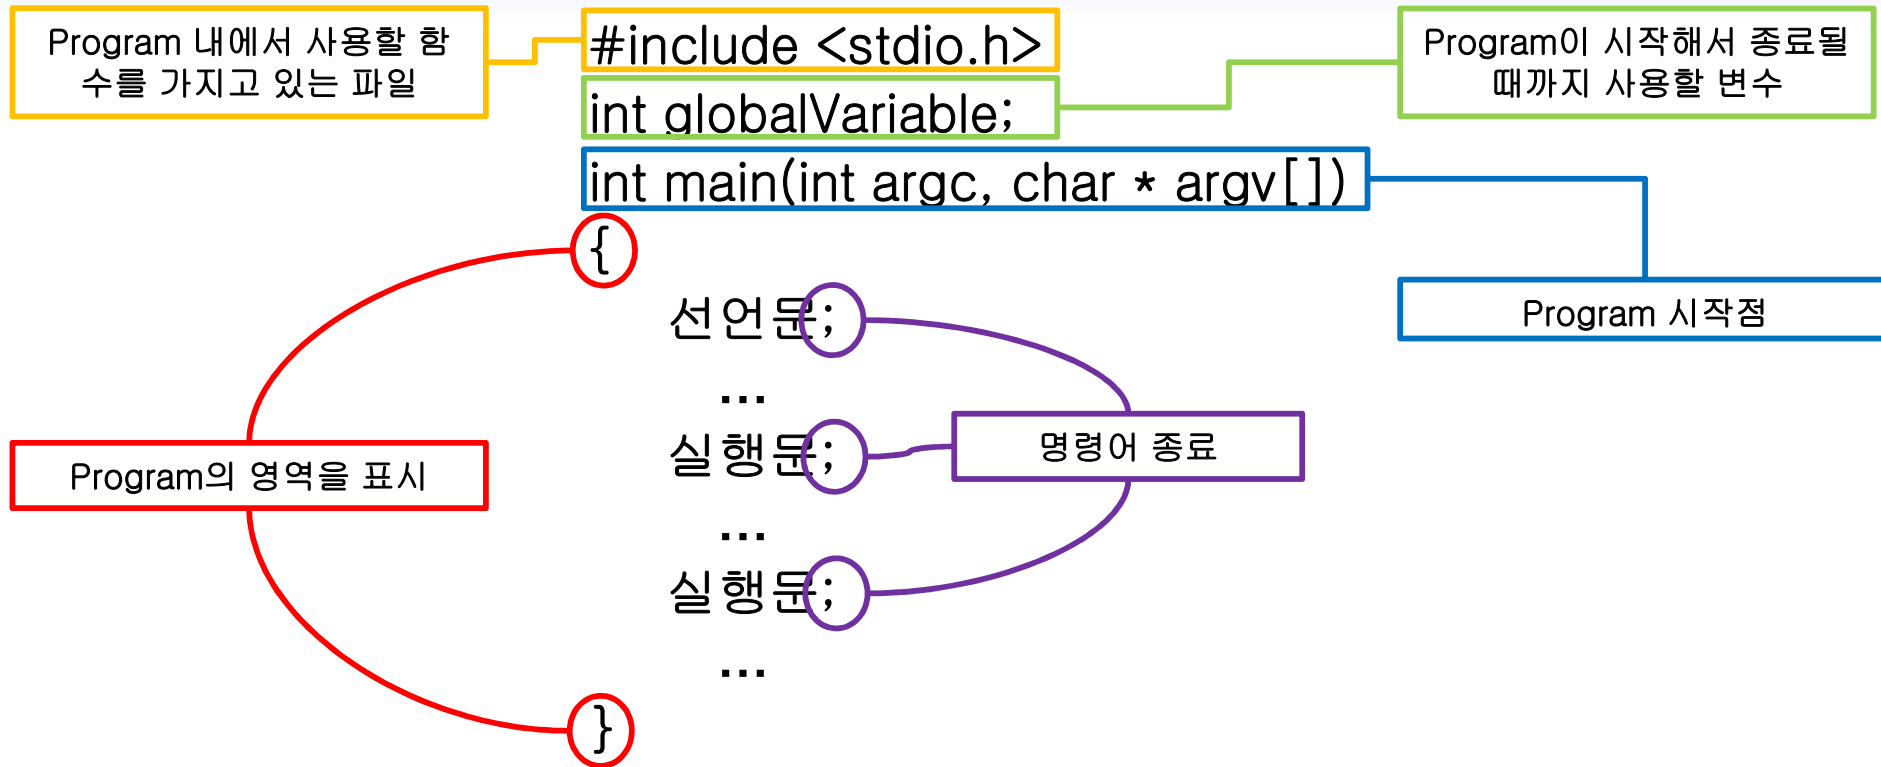 Program 내에서 사용할 함
수를 가지고 있는 파일
#include <stdio.h>
Program이 시작해서 종료될
때까지 사용할 변수
int globalVariable;
int main(int argc, char * argv[])
{
Program 시작점
선언문;
...
실행문;
명령어 종료
Program의 영역을 표시
...
실행문;
...
}